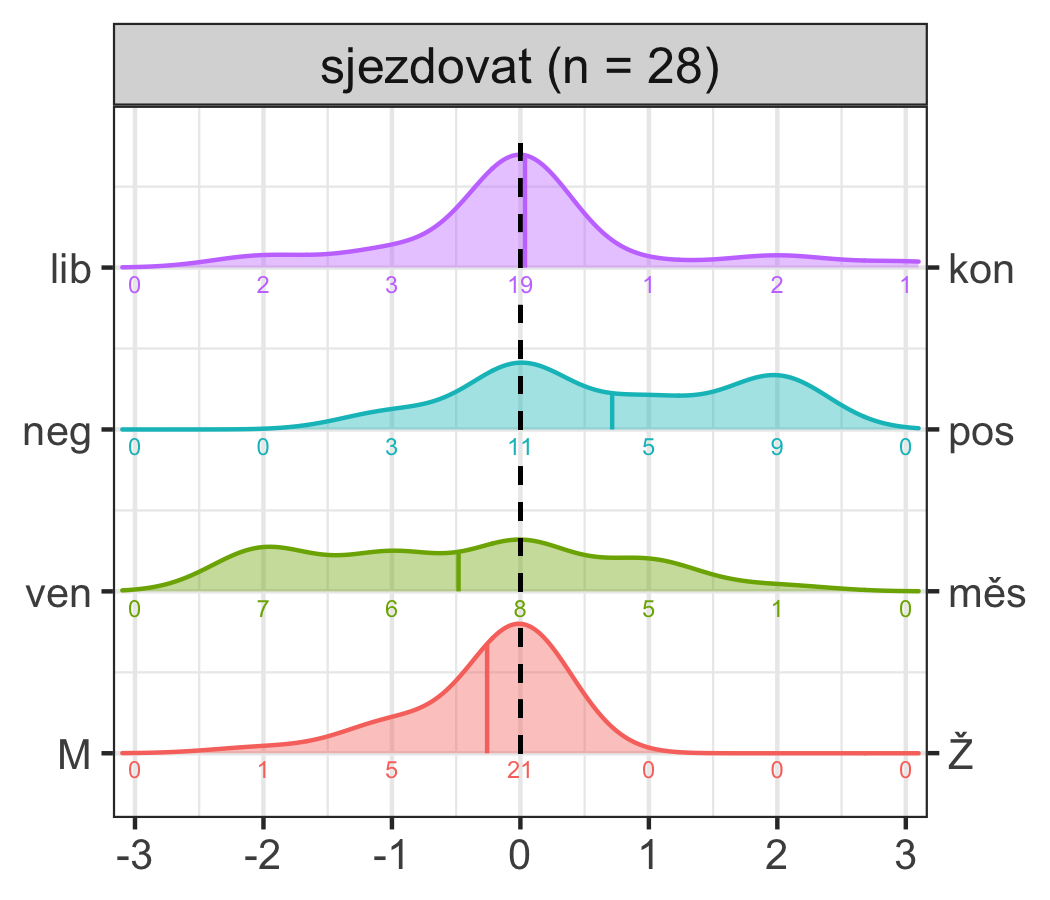 sjezdovat (n = 28)
lib kon
0 2 3 19 1 2 1
neg pos
0 0 3 11 5 9 0
ven měs
0 7 6 8 5 1 0
M Ž
0 1 5 21 0 0 0
-3 -2 -1 0 1 2 3